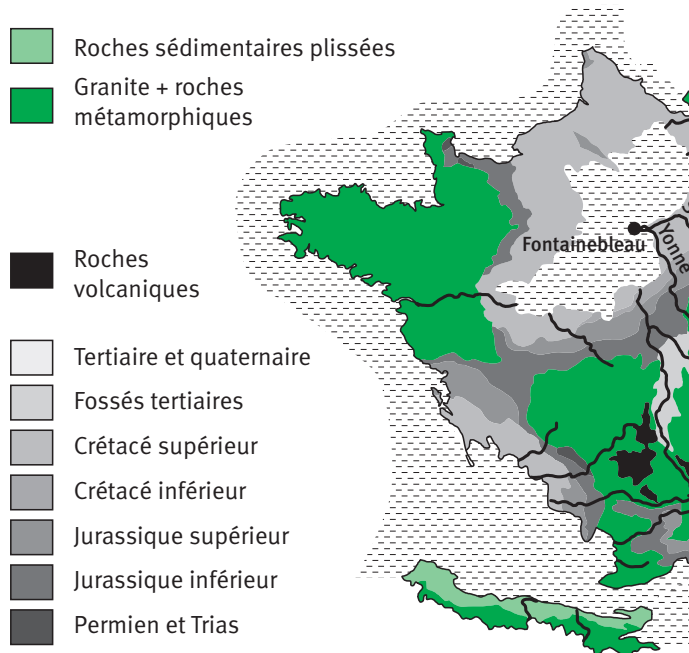 Roches sédimentaires plissées
Granite + roches
métamorphiques
Roches
volcaniques
Tertiaire et quaternaire
Fossés tertiaires
Crétacé supérieur
Crétacé inférieur
Jurassique supérieur
Jurassique inférieur
Permien et Trias
Fontainebleau
Yonne